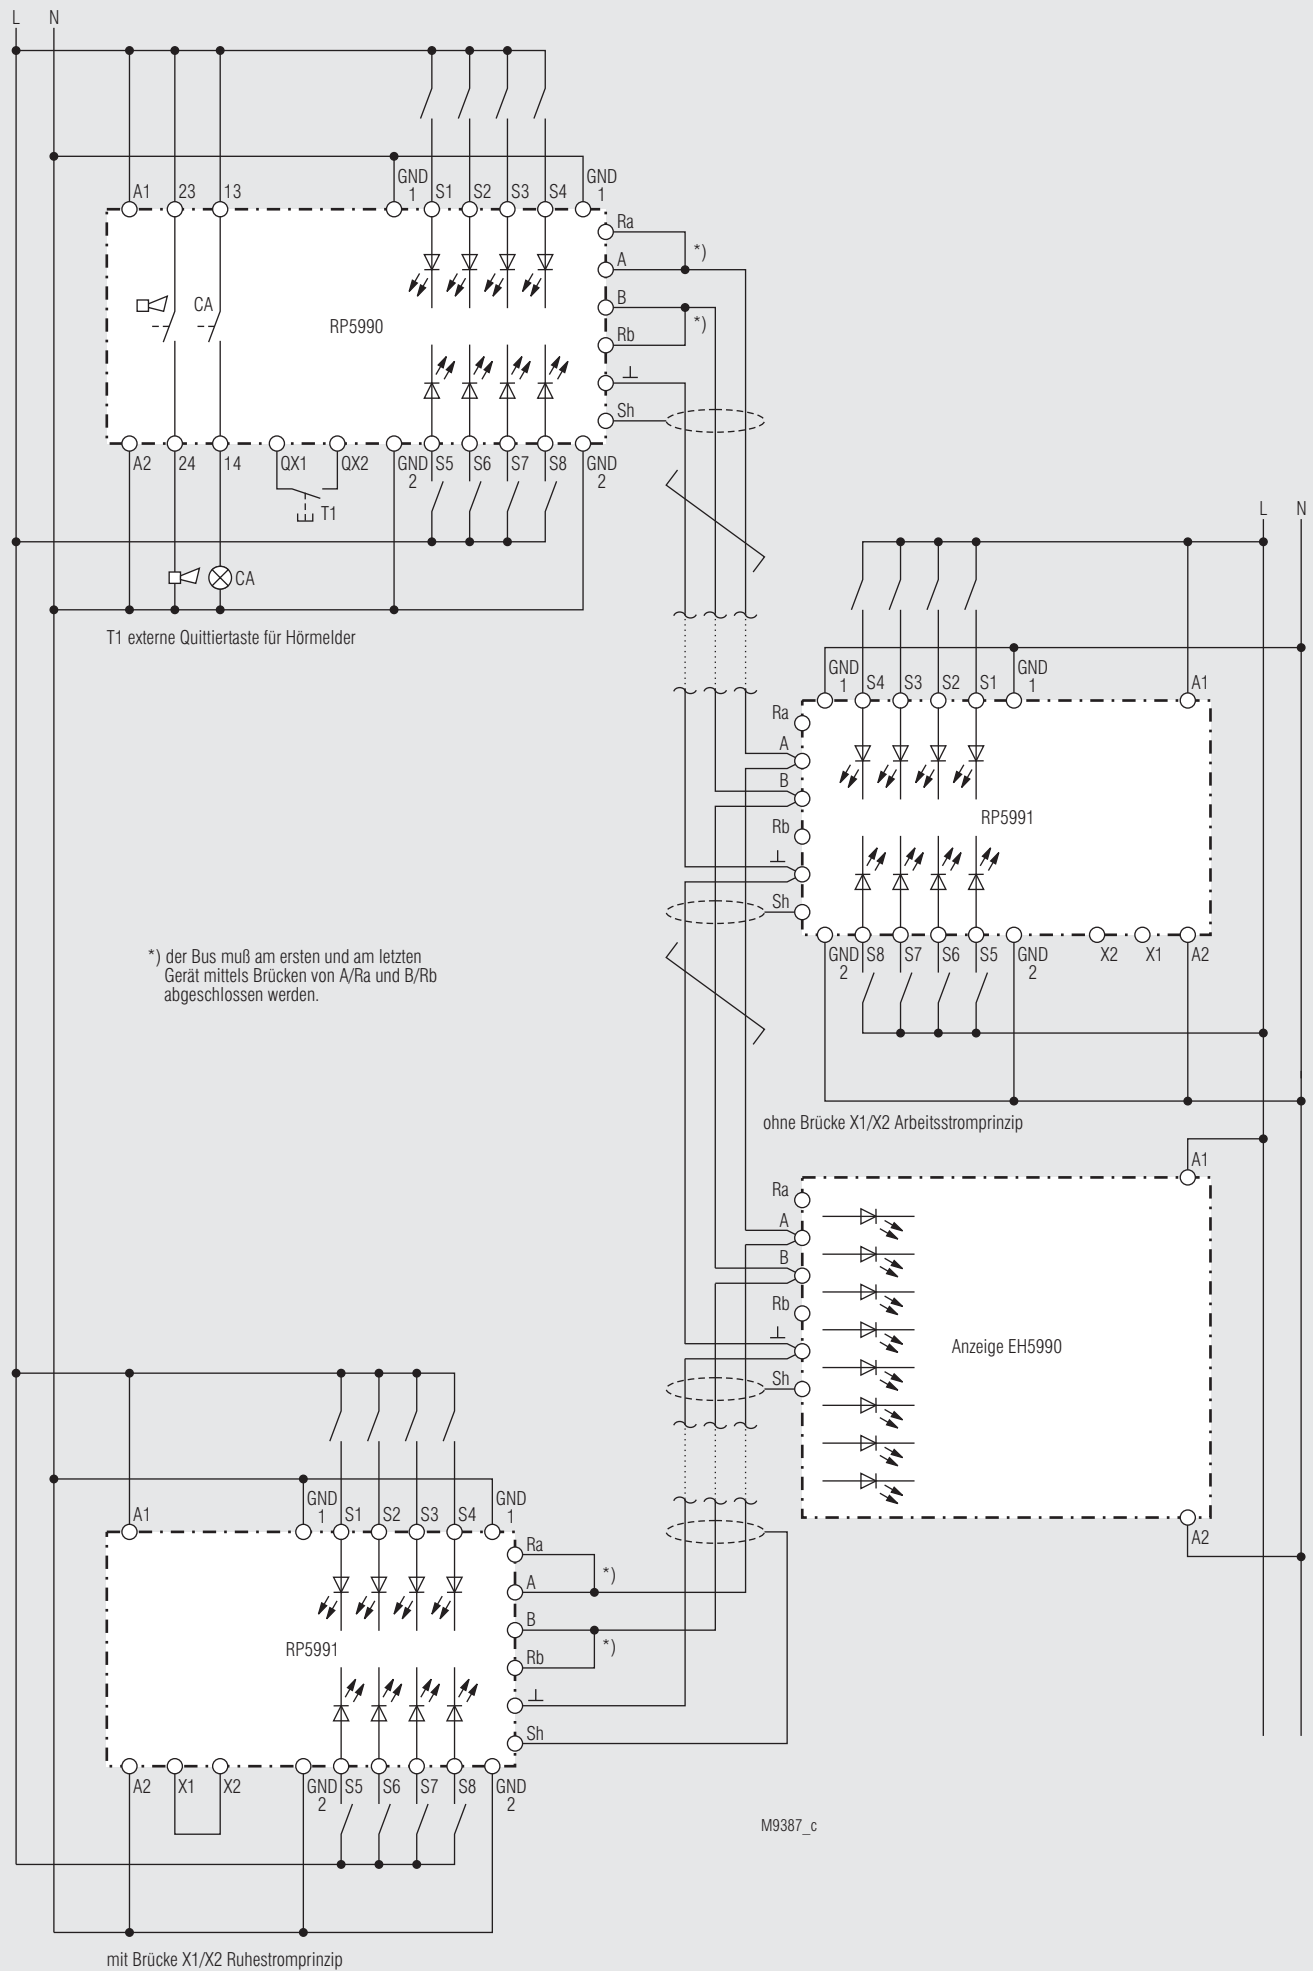 L N
GND 1 GND 1
A1 23 13 S1 S2 S3 S4
Ra
*)
A
CA
B
RP5990
*)
Rb
⊥
Sh
A2 24 14 QX1 QX2 GND 2 S5 S6 S7 S8 GND 2
T1
CA
T1 externe Quittiertaste für Hörmelder
L N
GND 1 S4 S3 S2 S1 GND 1 A1
Ra
A
B
RP5991
Rb
⊥
Sh
GND 2 S8 S7 S6 S5 GND 2 X2 X1 A2
*) der Bus muß am ersten und am letzten
Gerät mittels Brücken von A/Ra und B/Rb
abgeschlossen werden.
ohne Brücke X1/X2 Arbeitsstromprinzip
A1
Ra
A
B
Rb
⊥
Anzeige EH5990
Sh
A2
A1 GND 1 S1 S2 S3 S4 GND 1
Ra
*)
A
B
RP5991
*)
Rb
⊥
Sh
A2 X1 X2 GND 2 S5 S6 S7 S8 GND 2
M9387_c
mit Brücke X1/X2 Ruhestromprinzip